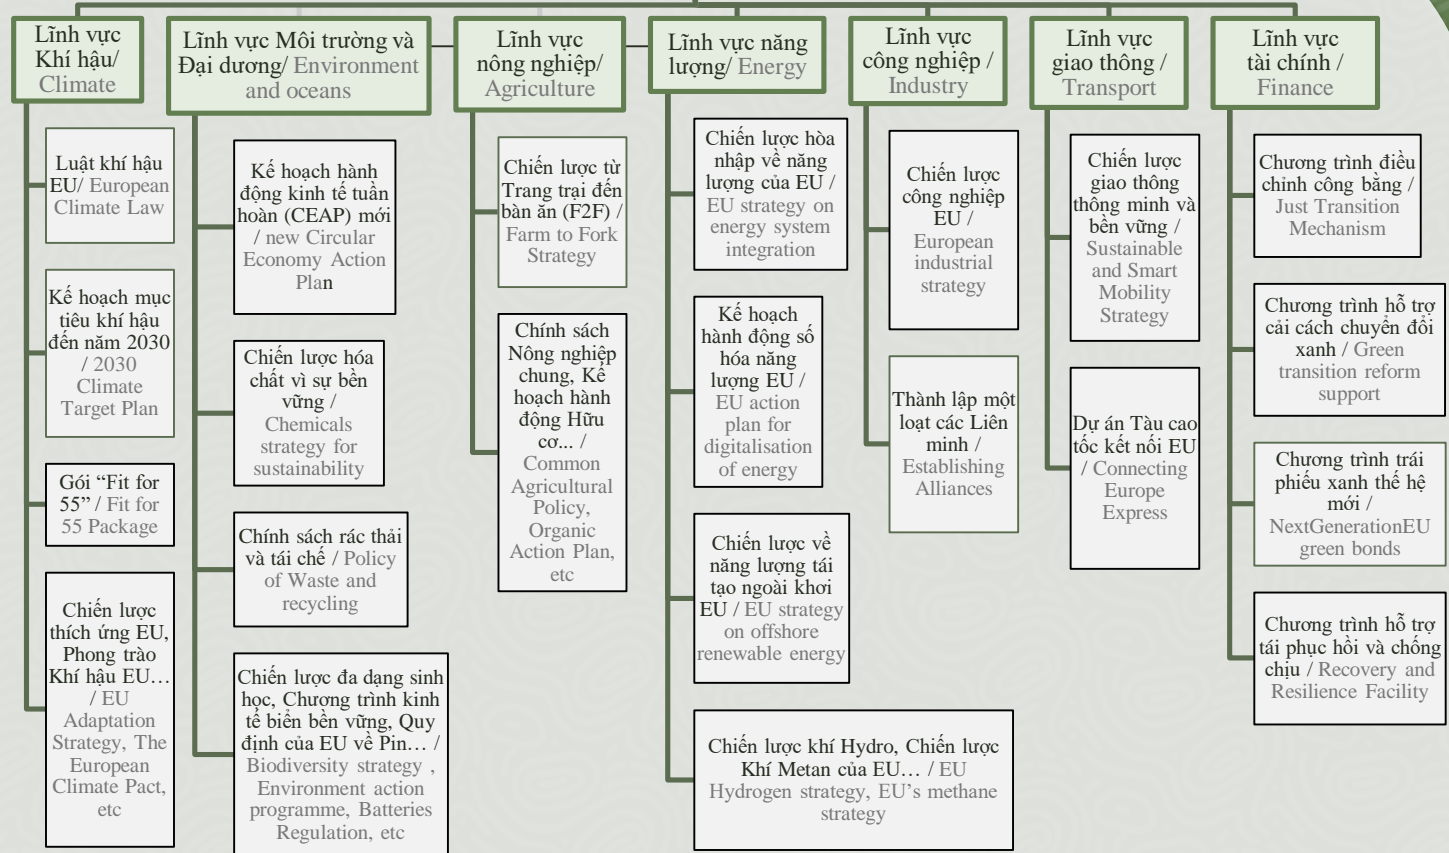 Lĩnh vực
Khí hậu/
Climate
Lĩnh vực Môi trường và
Đại dương/ Environment
and oceans
Lĩnh vực
nông nghiệp/
Agriculture
Lĩnh vực năng
lượng/ Energy
Lĩnh vực
công nghiệp /
Industry
Lĩnh vực
giao thông /
Transport
Lĩnh vực
tài chính /
Finance
Luật khí hậu
EU/ European
Climate Law
Kế hoạch mục
tiêu khí hậu
đến năm 2030
/ 2030
Climate
Target Plan
Gói “Fit for
55” / Fit for
55 Package
Chiến lược
thích ứng EU,
Phong trào
Khí hậu EU…
/ EU
Adaptation
Strategy, The
European
Climate Pact,
etc
Kế hoạch hành
động kinh tế tuần
hoàn (CEAP) mới
/ new Circular
Economy Action
Plan
Chiến lược hóa
chất vì sự bền
vững /
Chemicals
strategy for
sustainability
Chính sách rác thải
và tái chế / Policy
of Waste and
recycling
Chiến lược đa dạng sinh
học, Chương trình kinh
tế biển bền vững, Quy
định của EU về Pin… /
Biodiversity strategy ,
Environment action
programme, Batteries
Regulation, etc
Chiến lược từ
Trang trại đến
bàn ăn (F2F) /
Farm to Fork
Strategy
Chính sách
Nông nghiệp
chung, Kế
hoạch hành
động Hữu
cơ... /
Common
Agricultural
Policy,
Organic
Action Plan,
etc
Chiến lược hòa
nhập về năng
lượng của EU /
EU strategy on
energy system
integration
Kế hoạch
hành động số
hóa năng
lượng EU /
EU action
plan for
digitalisation
of energy
Chiến lược về
năng lượng tái
tạo ngoài khơi
EU / EU strategy
on offshore
renewable energy
Chiến lược khí Hydro, Chiến lược
Khí Metan của EU… / EU
Hydrogen strategy, EU’s methane
strategy
Chiến lược
công nghiệp
EU /
European
industrial
strategy
Thành lập một
loạt các Liên
minh /
Establishing
Alliances
Chiến lược
giao thông
thông minh và
bền vững /
Sustainable
and Smart
Mobility
Strategy
Dự án Tàu cao
tốc kết nối EU
/ Connecting
Europe
Express
Chương trình điều
chỉnh công bằng /
Just Transition
Mechanism
Chương trình hỗ trợ
cải cách chuyển đổi
xanh / Green
transition reform
support
Chương trình trái
phiếu xanh thế hệ
mới /
NextGenerationEU
green bonds
Chương trình hỗ trợ
tái phục hồi và chống
chịu / Recovery and
Resilience Facility